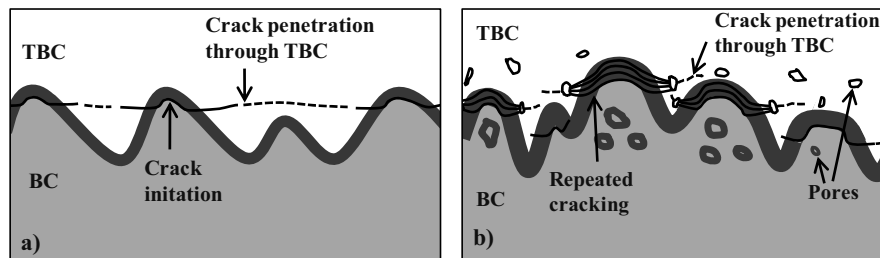 TBC
Crack penetration
through TBC
BC
Crack
initation
a)
TBC
Crack penetration
through TBC
BC
Repeated
cracking
Pores
b)